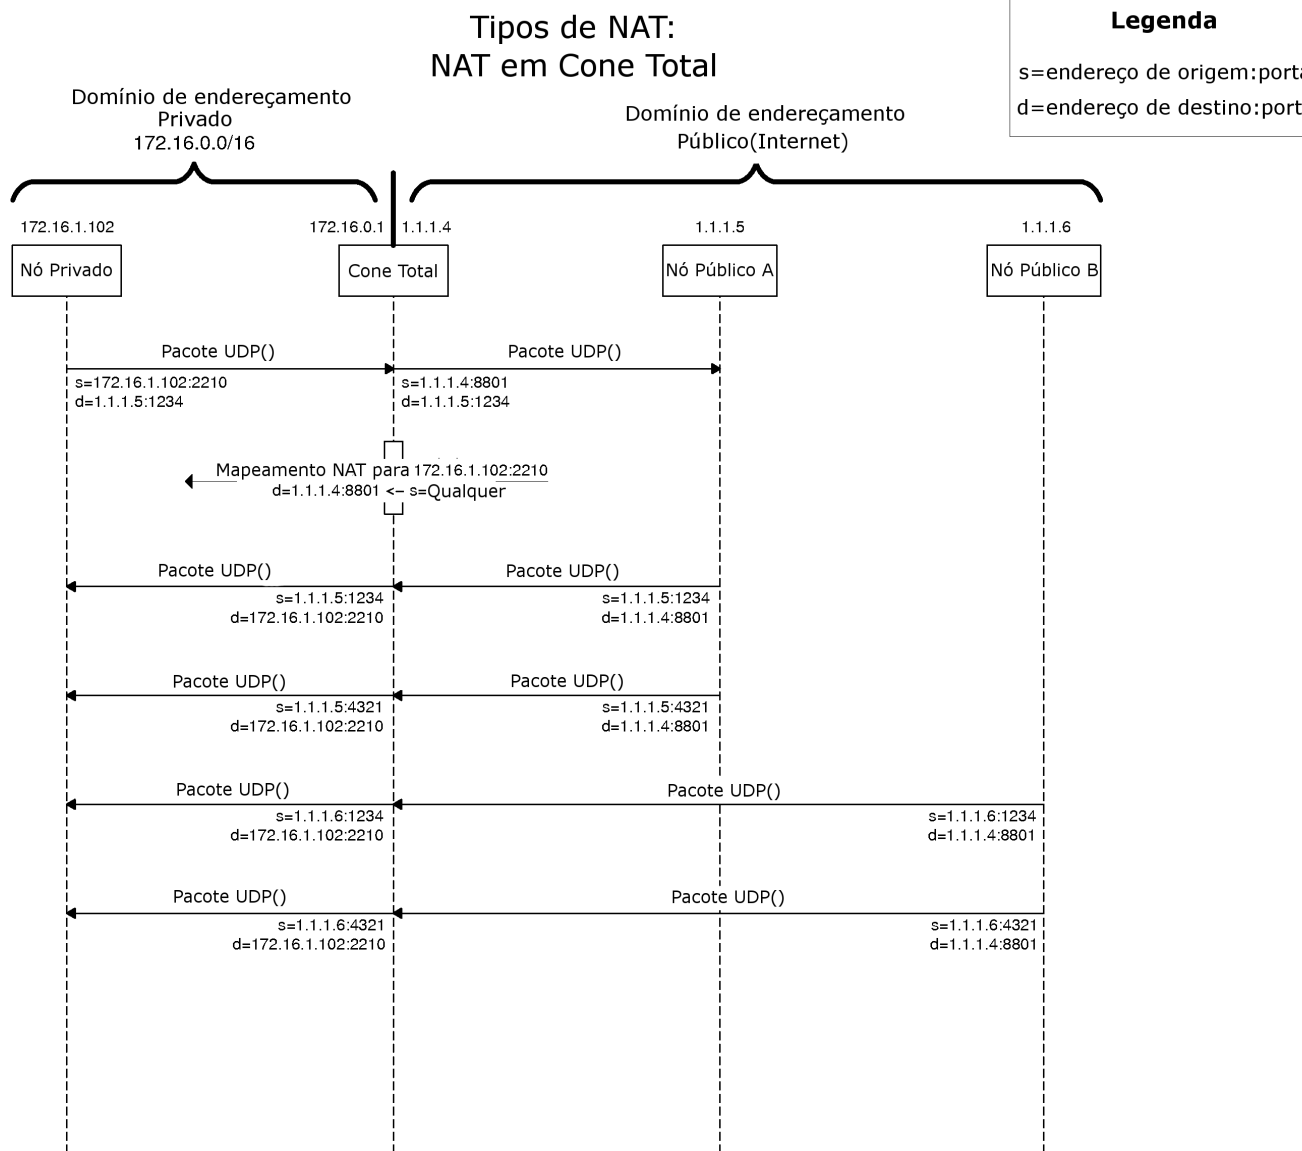 Tipos de NAT:
NAT em Cone Total
Legenda
s=endereço de origem:porta
d=endereço de destino:port
Domínio de endereçamento
Privado
172.16.0.0/16
Domínio de endereçamento
Público(Internet)
172.16.1.102
172.16.0.1
1.1.1.4
1.1.1.5
1.1.1.6
Nó Privado
Cone Total
Nó Público A
Nó Público B
Pacote UDP()
Pacote UDP()
s=172.16.1.102:2210
d=1.1.1.5:1234
s=1.1.1.4:8801
d=1.1.1.5:1234
Mapeamento NAT para 172.16.1.102:2210
d=1.1.1.4:8801 <– s=Qualquer
Pacote UDP()
Pacote UDP()
s=1.1.1.5:1234
d=172.16.1.102:2210
s=1.1.1.5:1234
d=1.1.1.4:8801
Pacote UDP()
Pacote UDP()
s=1.1.1.5:4321
d=172.16.1.102:2210
s=1.1.1.5:4321
d=1.1.1.4:8801
Pacote UDP()
Pacote UDP()
s=1.1.1.6:1234
d=172.16.1.102:2210
s=1.1.1.6:1234
d=1.1.1.4:8801
Pacote UDP()
Pacote UDP()
s=1.1.1.6:4321
d=172.16.1.102:2210
s=1.1.1.6:4321
d=1.1.1.4:8801